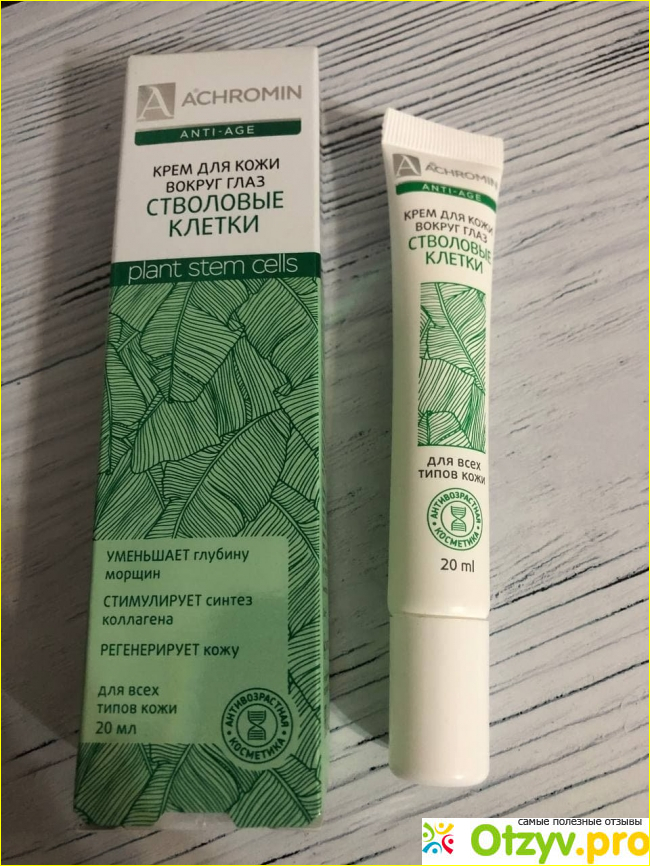 ACHROMIN
ANTI-AGE
КРЕМ ДЛЯ КОЖИ
ВОКРУГ ГЛАЗ
СТВОЛОВЫЕ
КЛЕТКИ
plant stem cells
УМЕНЬШАЕТ глубину
морщин
СТИМУЛИРУЕТ синтез
коллагена
РЕГЕНЕРИРУЕТ кожу
для всех
типов кожи
20 мл
АНТИВОЗРАСТНАЯ
КОСМЕТИКА
ACHROMIN
ANTI-AGE
КРЕМ ДЛЯ КОЖИ
ВОКРУГ ГЛАЗ
СТВОЛОВЫЕ
КЛЕТКИ
для всех
типов кожи
АНТИВОЗРАСТНАЯ
КОСМЕТИКА
20 ml
самые полезные отзывы
Otzyv.pro